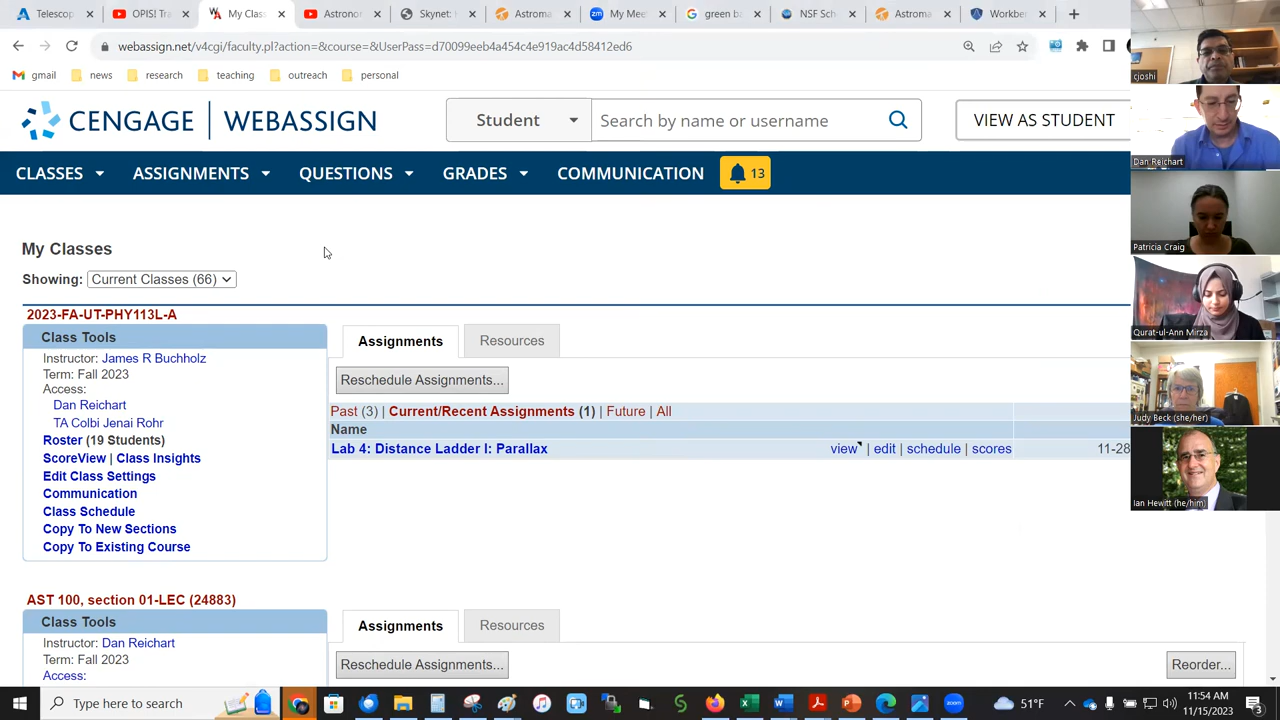 Telescop
OPIS! Tra
My Class
Astronon
Skynet: T
Astroma
My Meet
green ba
NSF Sch
Astroma
Workben
webassign.net/v4cgi/faculty.pl?action=&course=&UserPass=d70099eeb4a454c4e919ac4d58412ed6
gmail news research teaching outreach personal
CENGAGE | WEBASSIGN
Student
Search by name or username
VIEW AS STUDENT
CLASSES ASSIGNMENTS QUESTIONS GRADES COMMUNICATION 13
My Classes
Showing: Current Classes (66)
2023-FA-UT-PHY113L-A
Class Tools
Instructor: James R Buchholz
Term: Fall 2023
Access:
Dan Reichart
TA Colbi Jenai Rohr
Roster (19 Students)
ScoreView | Class Insights
Edit Class Settings
Communication
Class Schedule
Copy To New Sections
Copy To Existing Course
Assignments Resources
Reschedule Assignments...
Past (3) | Current/Recent Assignments (1) | Future | All
Name
Lab 4: Distance Ladder I: Parallax view | edit | schedule | scores 11-28
AST 100, section 01-LEC (24883)
Class Tools
Instructor: Dan Reichart
Term: Fall 2023
Access:
Assignments Resources
Reschedule Assignments... Reorder...
cjoshi
Dan Reichart
Patricia Craig
Qurat-ul-Ann Mirza
Judy Beck (she/her)
Ian Hewitt (he/him)
Type here to search
51°F
11:54 AM
11/15/2023
3